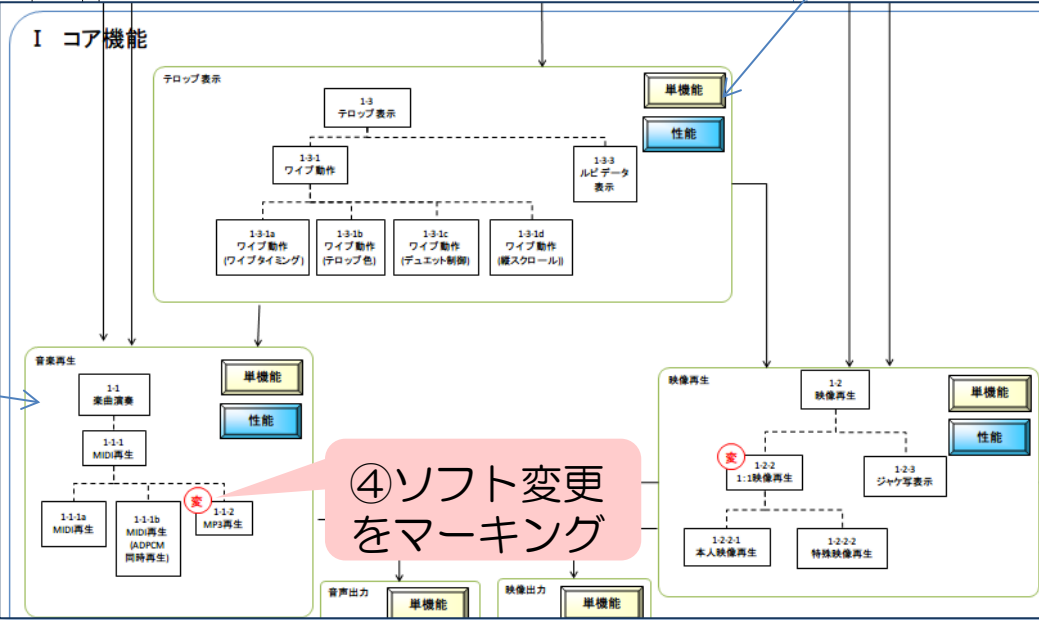 I コア機能
テロップ表示
単機能
性能
1-3
テロップ表示
1-3-1
ワイプ動作
1-3-3
ルビデータ
表示
1-3-1a
ワイプ動作
(ワイプタイミング)
1-3-1b
ワイプ動作
(テロップ色)
1-3-1c
ワイプ動作
(デュエット制御)
1-3-1d
ワイプ動作
(縦スクロール))
音楽再生
単機能
性能
1-1
楽曲演奏
1-1-1
MIDI再生
1-1-1a
MIDI再生
1-1-1b
MIDI再生
(ADPCM
同時再生)
変
1-1-2
MP3再生
④ソフト変更
をマーキング
映像再生
単機能
性能
1-2
映像再生
変
1-2-2
1:1映像再生
1-2-3
ジャケ写表示
1-2-2-1
本人映像再生
1-2-2-2
特殊映像再生
音声出力
単機能
映像出力
単機能